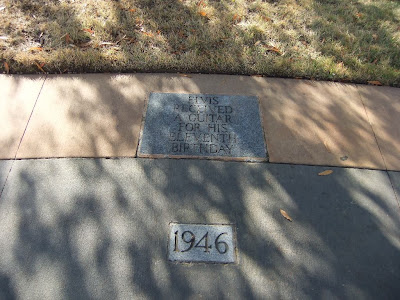 ELVIS
RECEIVED
A GUITAR
FOR HIS
ELEVENTH
BIRTHDAY
1946